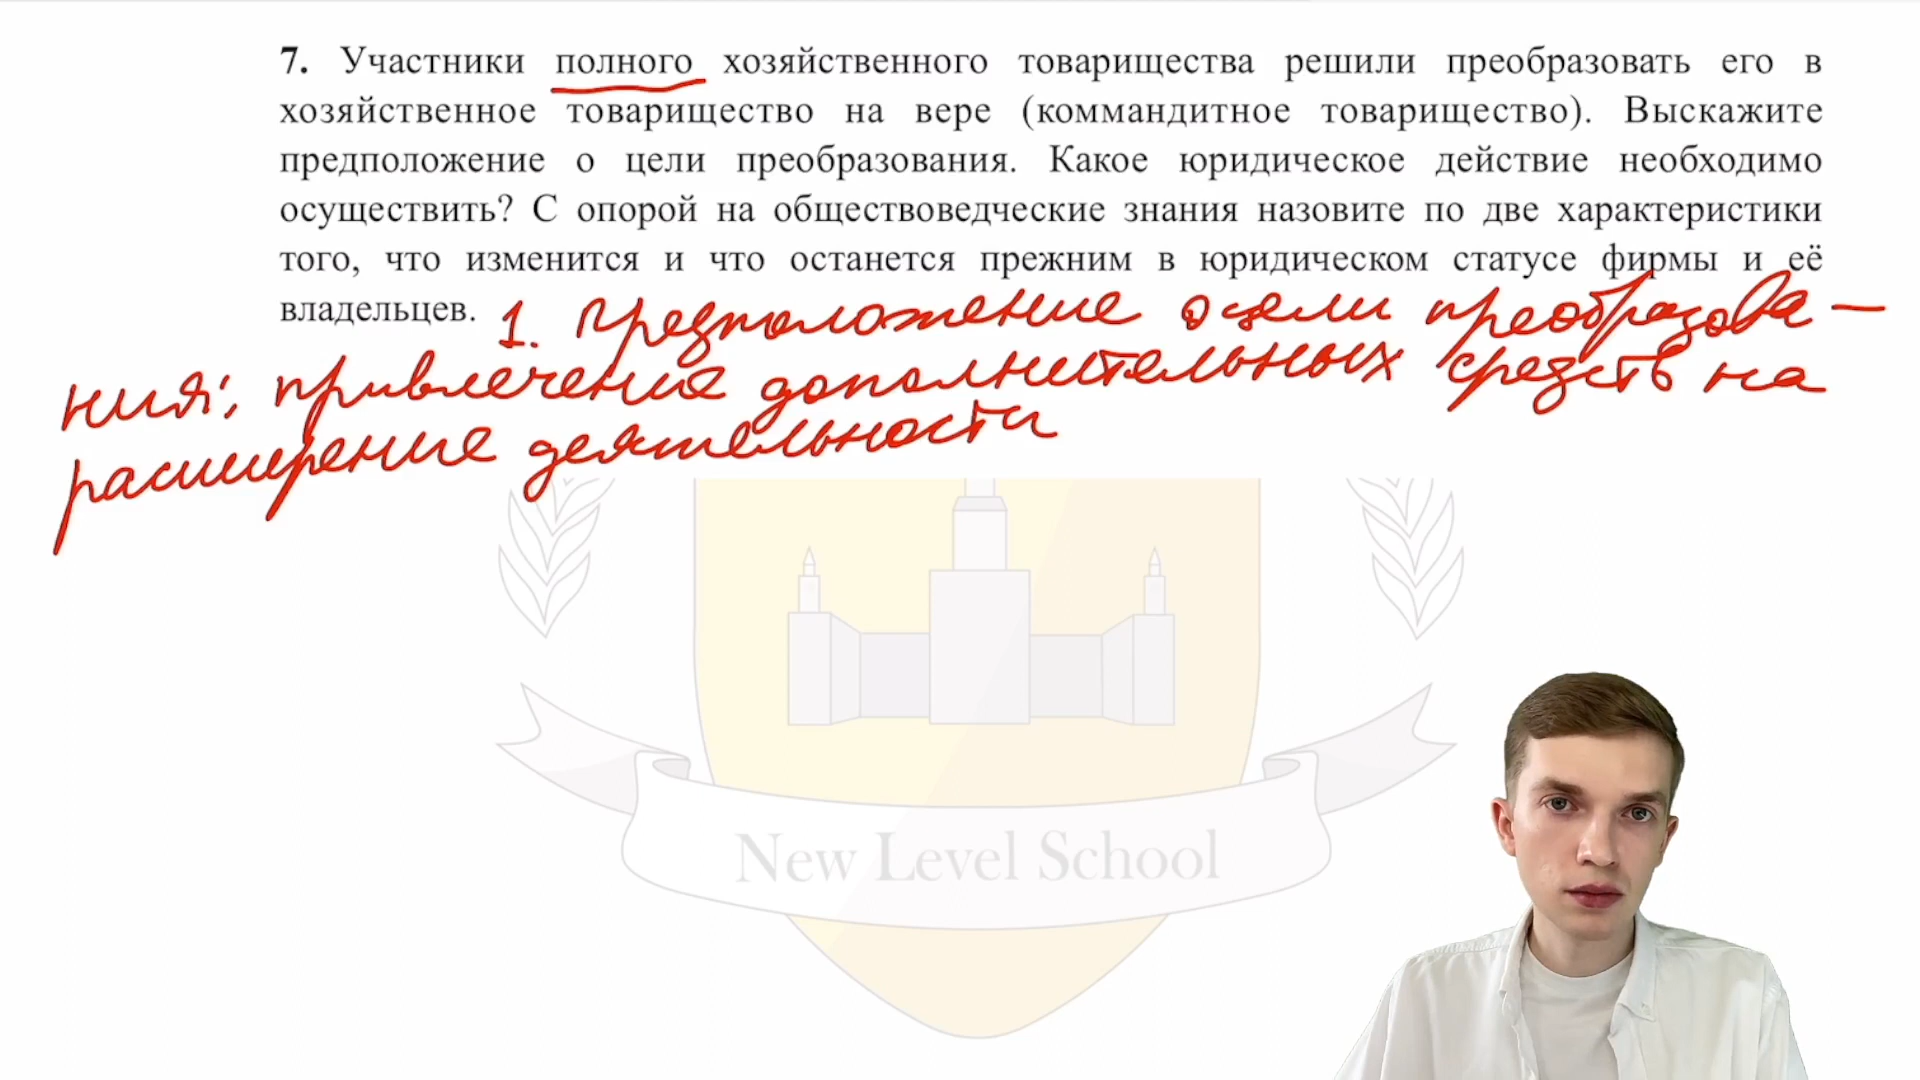 7. Участники полного хозяйственного товарищества решили преобразовать его в
хозяйственное товарищество на вере (коммандитное товарищество). Выскажите
предположение о цели преобразования. Какое юридическое действие необходимо
осуществить? С опорой на обществоведческие знания назовите по две характеристики
того, что изменится и что останется прежним в юридическом статусе фирмы и её
владельцев.
1. Предположение о цели преобразова-
ния: привлечение дополнительных средств на
расширение деятельности
New Level School